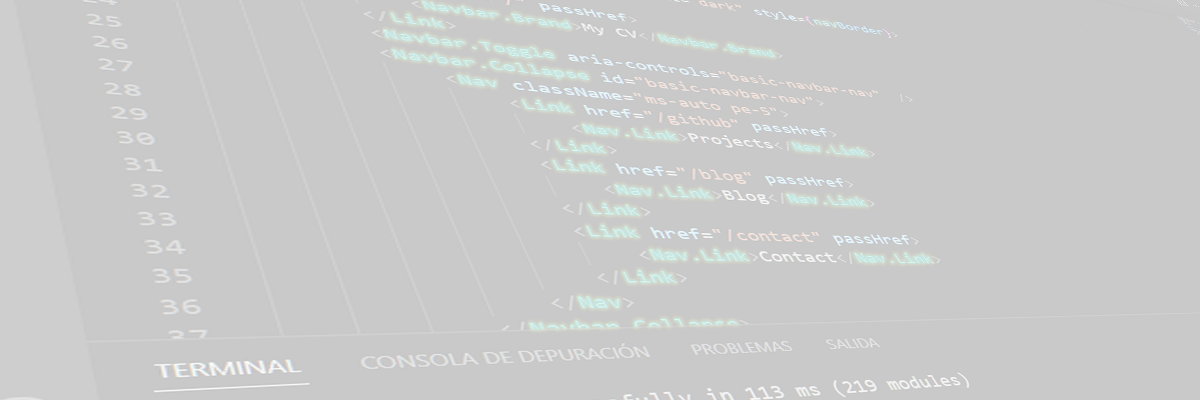 25
26
27
28
29
30
31
32
33
34
35
36
37
passHref>
dark" style={navBorder}>
<Navbar.Brand>My CV</Navbar.Brand>
</Link>
<Navbar.Toggle aria-controls="basic-navbar-nav" />
<Navbar.Collapse id="basic-navbar-nav">
<Nav className="ms-auto pe-5">
<Link href="/github" passHref>
<Nav.Link>Projects</Nav.Link>
</Link>
<Link href="/blog" passHref>
<Nav.Link>Blog</Nav.Link>
</Link>
<Link href="/contact" passHref>
<Nav.Link>Contact</Nav.Link>
</Link>
</Nav>
</Navbar.Collapse>
TERMINAL CONSOLA DE DEPURACIÓN PROBLEMAS SALIDA
fully in 113 ms (219 modules)